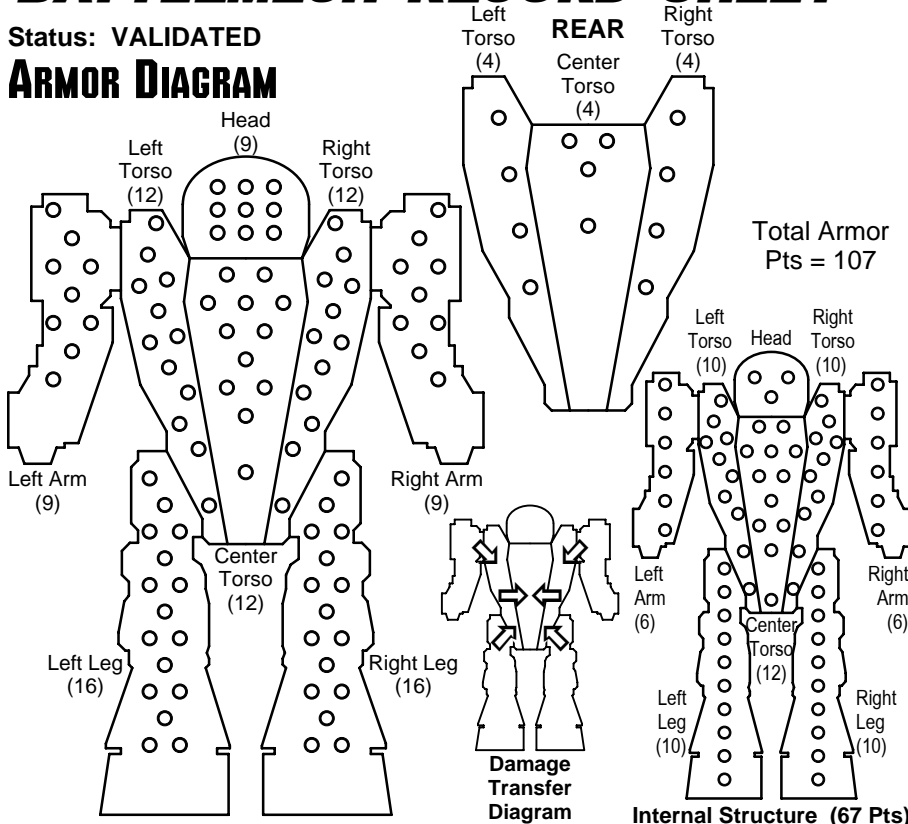 BATTLEMECH RECORD SHEET
Status: VALIDATED
ARMOR DIAGRAM
Left
Torso
(12)
Head
(9)
Right
Torso
(12)
Left Arm
(9)
Right Arm
(9)
Center
Torso
(12)
Left Leg
(16)
Right Leg
(16)
Left
Torso
(4)
REAR
Center
Torso
(4)
Right
Torso
(4)
Total Armor
Pts = 107
Left
Torso
(10)
Head
Right
Torso
(10)
Left
Arm
(6)
Right
Arm
(6)
Center
Torso
(12)
Left
Leg
(10)
Right
Leg
(10)
Damage
Transfer
Diagram
Internal Structure (67 Pts)